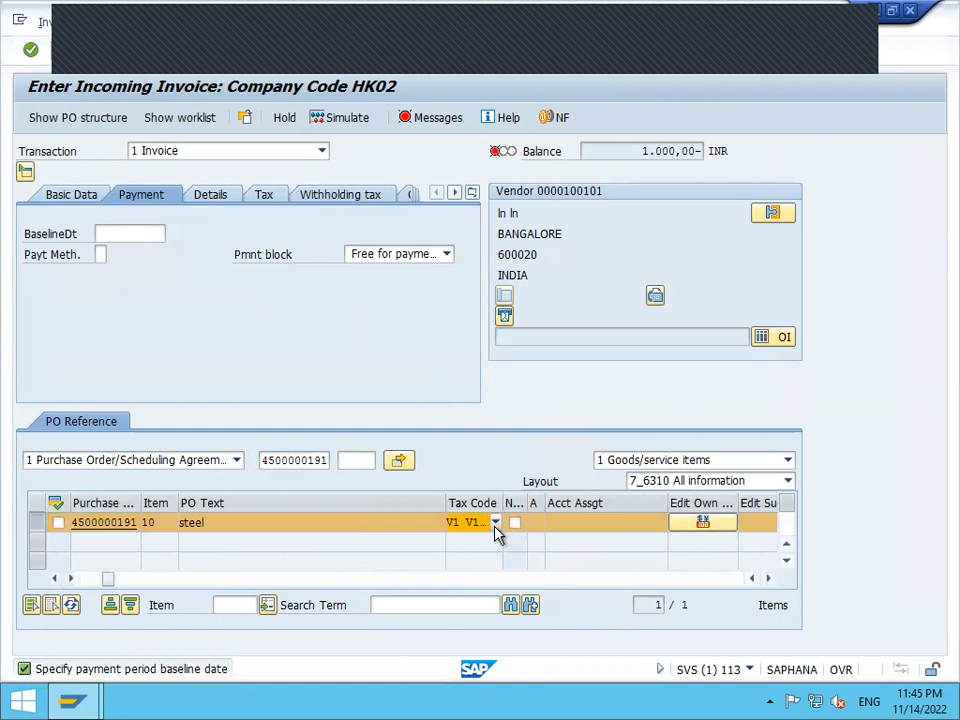 Enter Incoming Invoice: Company Code HK02
Show PO structure Show worklist Hold Simulate Messages Help NF
Transaction 1 Invoice Balance 1.000,00- INR
Basic Data Payment Details Tax Withholding tax
Vendor 0000100101
In In
BaselineDt
BANGALORE
Payt Meth. Pmnt block Free for payme...
600020
INDIA
OI
PO Reference
1 Purchase Order/Scheduling Agreem... 4500000191 1 Goods/service items
Layout 7_6310 All information
Purchase ... Item PO Text Tax Code N... A Acct Assgt Edit Own ... Edit Su
4500000191 10 steel V1 V1...
Item Search Term 1 / 1 Items
Specify payment period baseline date SAP SVS (1) 113 SAPHANA OVR
ENG 11:45 PM
11/14/2022